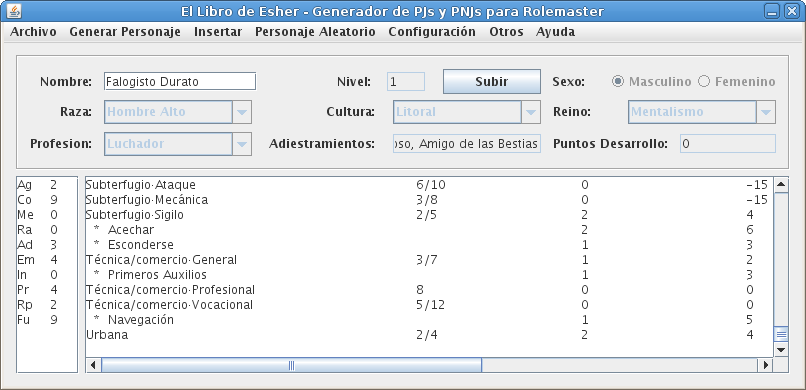 El Libro de Esher - Generador de PJs y PNJs para Rolemaster
Archivo Generar Personaje Insertar Personaje Aleatorio Configuración Otros Ayuda
Nombre: Falogisto Durato Nivel: 1 Subir Sexo: Masculino Femenino
Raza: Hombre Alto Cultura: Litoral Reino: Mentalismo
Profesion: Luchador Adiestramientos: oso, Amigo de las Bestias Puntos Desarrollo: 0
Ag 2 Subterfugio·Ataque 6/10 0 -15
Co 9 Subterfugio·Mecánica 3/8 0 -15
Me 0 Subterfugio·Sigilo 2/5 2 4
Ra 0 * Acechar 2 6
Ad 3 * Esconderse 1 3
Em 4 Técnica/comercio·General 3/7 1 2
In 0 * Primeros Auxilios 1 3
Pr 4 Técnica/comercio·Profesional 8 0 0
Rp 2 Técnica/comercio·Vocacional 5/12 0 0
Fu 9 * Navegación 1 5
Urbana 2/4 2 4